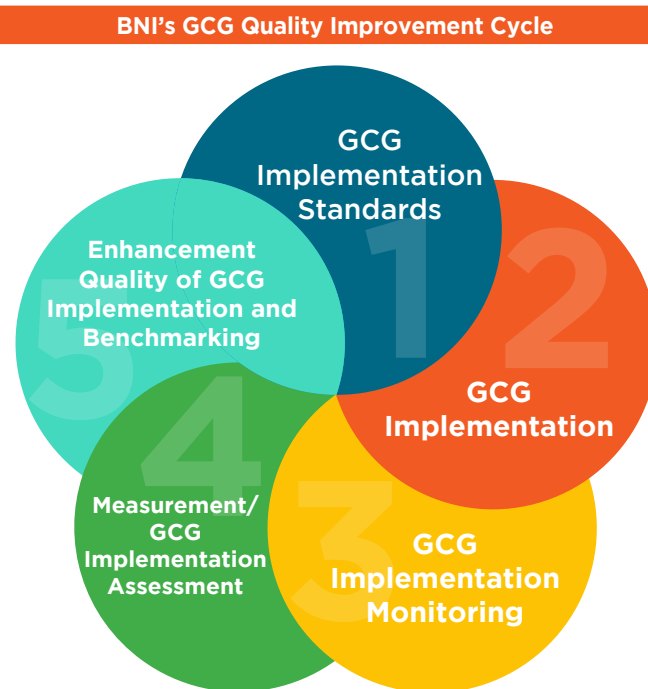 BNI's GCG Quality Improvement Cycle
1
GCG
Implementation
Standards
2
GCG
Implementation
3
GCG
Implementation
Monitoring
4
Measurement/
GCG
Implementation
Assessment
5
Enhancement
Quality of GCG
Implementation and
Benchmarking